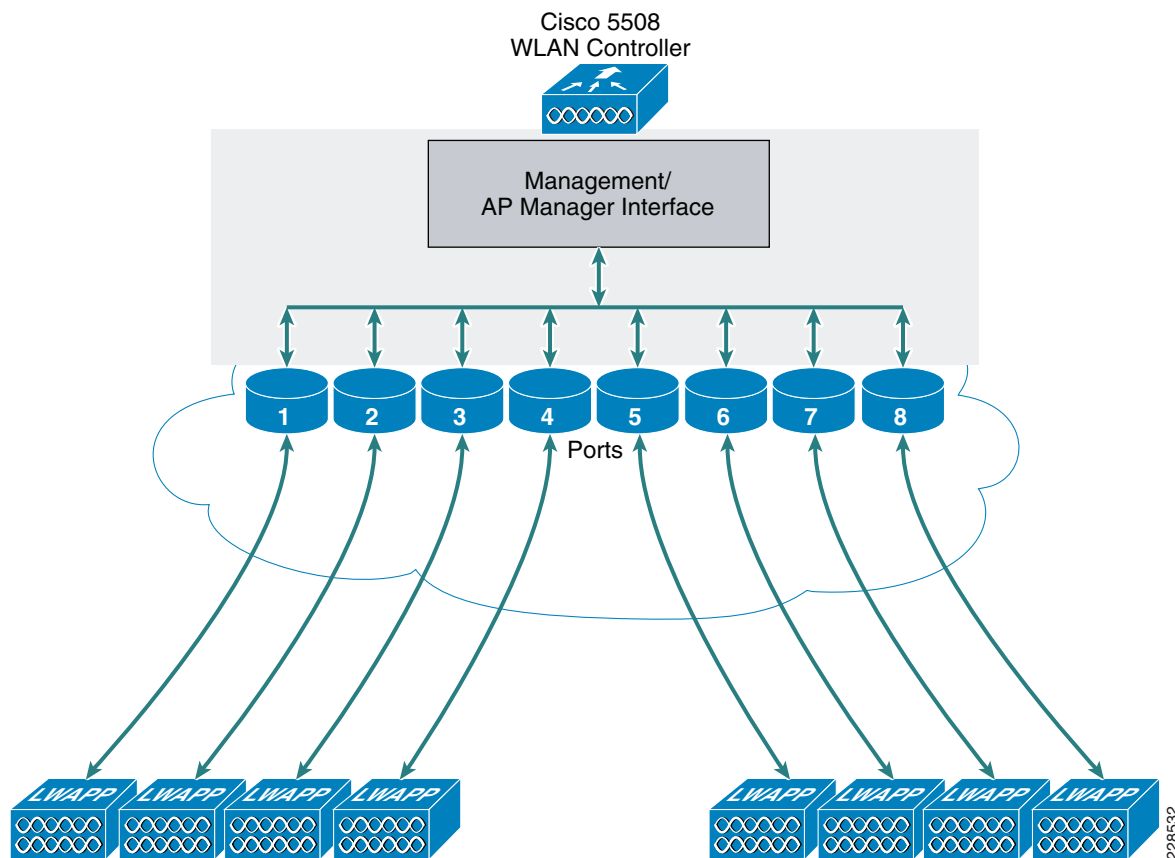 Cisco 5508
WLAN Controller
Management/
AP Manager Interface
1 2 3 4 5 6 7 8
Ports
LWAPP LWAPP LWAPP LWAPP LWAPP LWAPP LWAPP LWAPP
228532